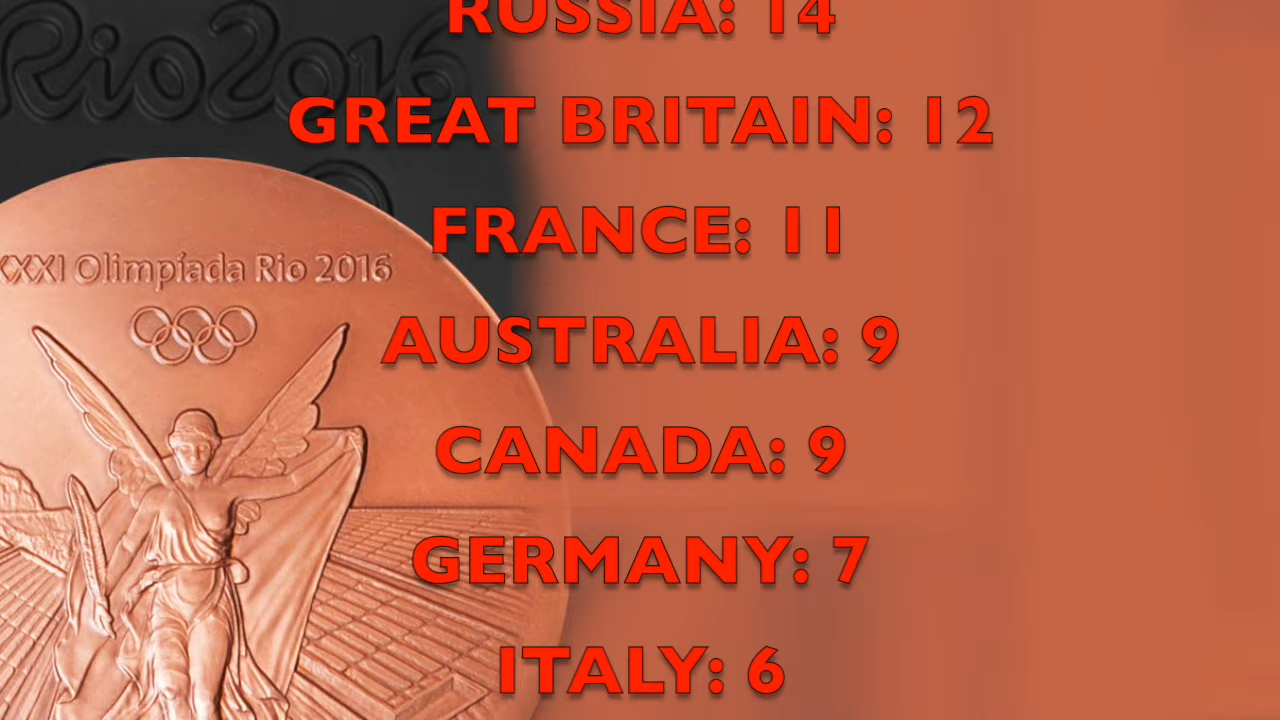 Rio2016
RUSSIA: 14
GREAT BRITAIN: 12
FRANCE: 11
XXXI Olimpíada Rio 2016
AUSTRALIA: 9
CANADA: 9
GERMANY: 7
ITALY: 6